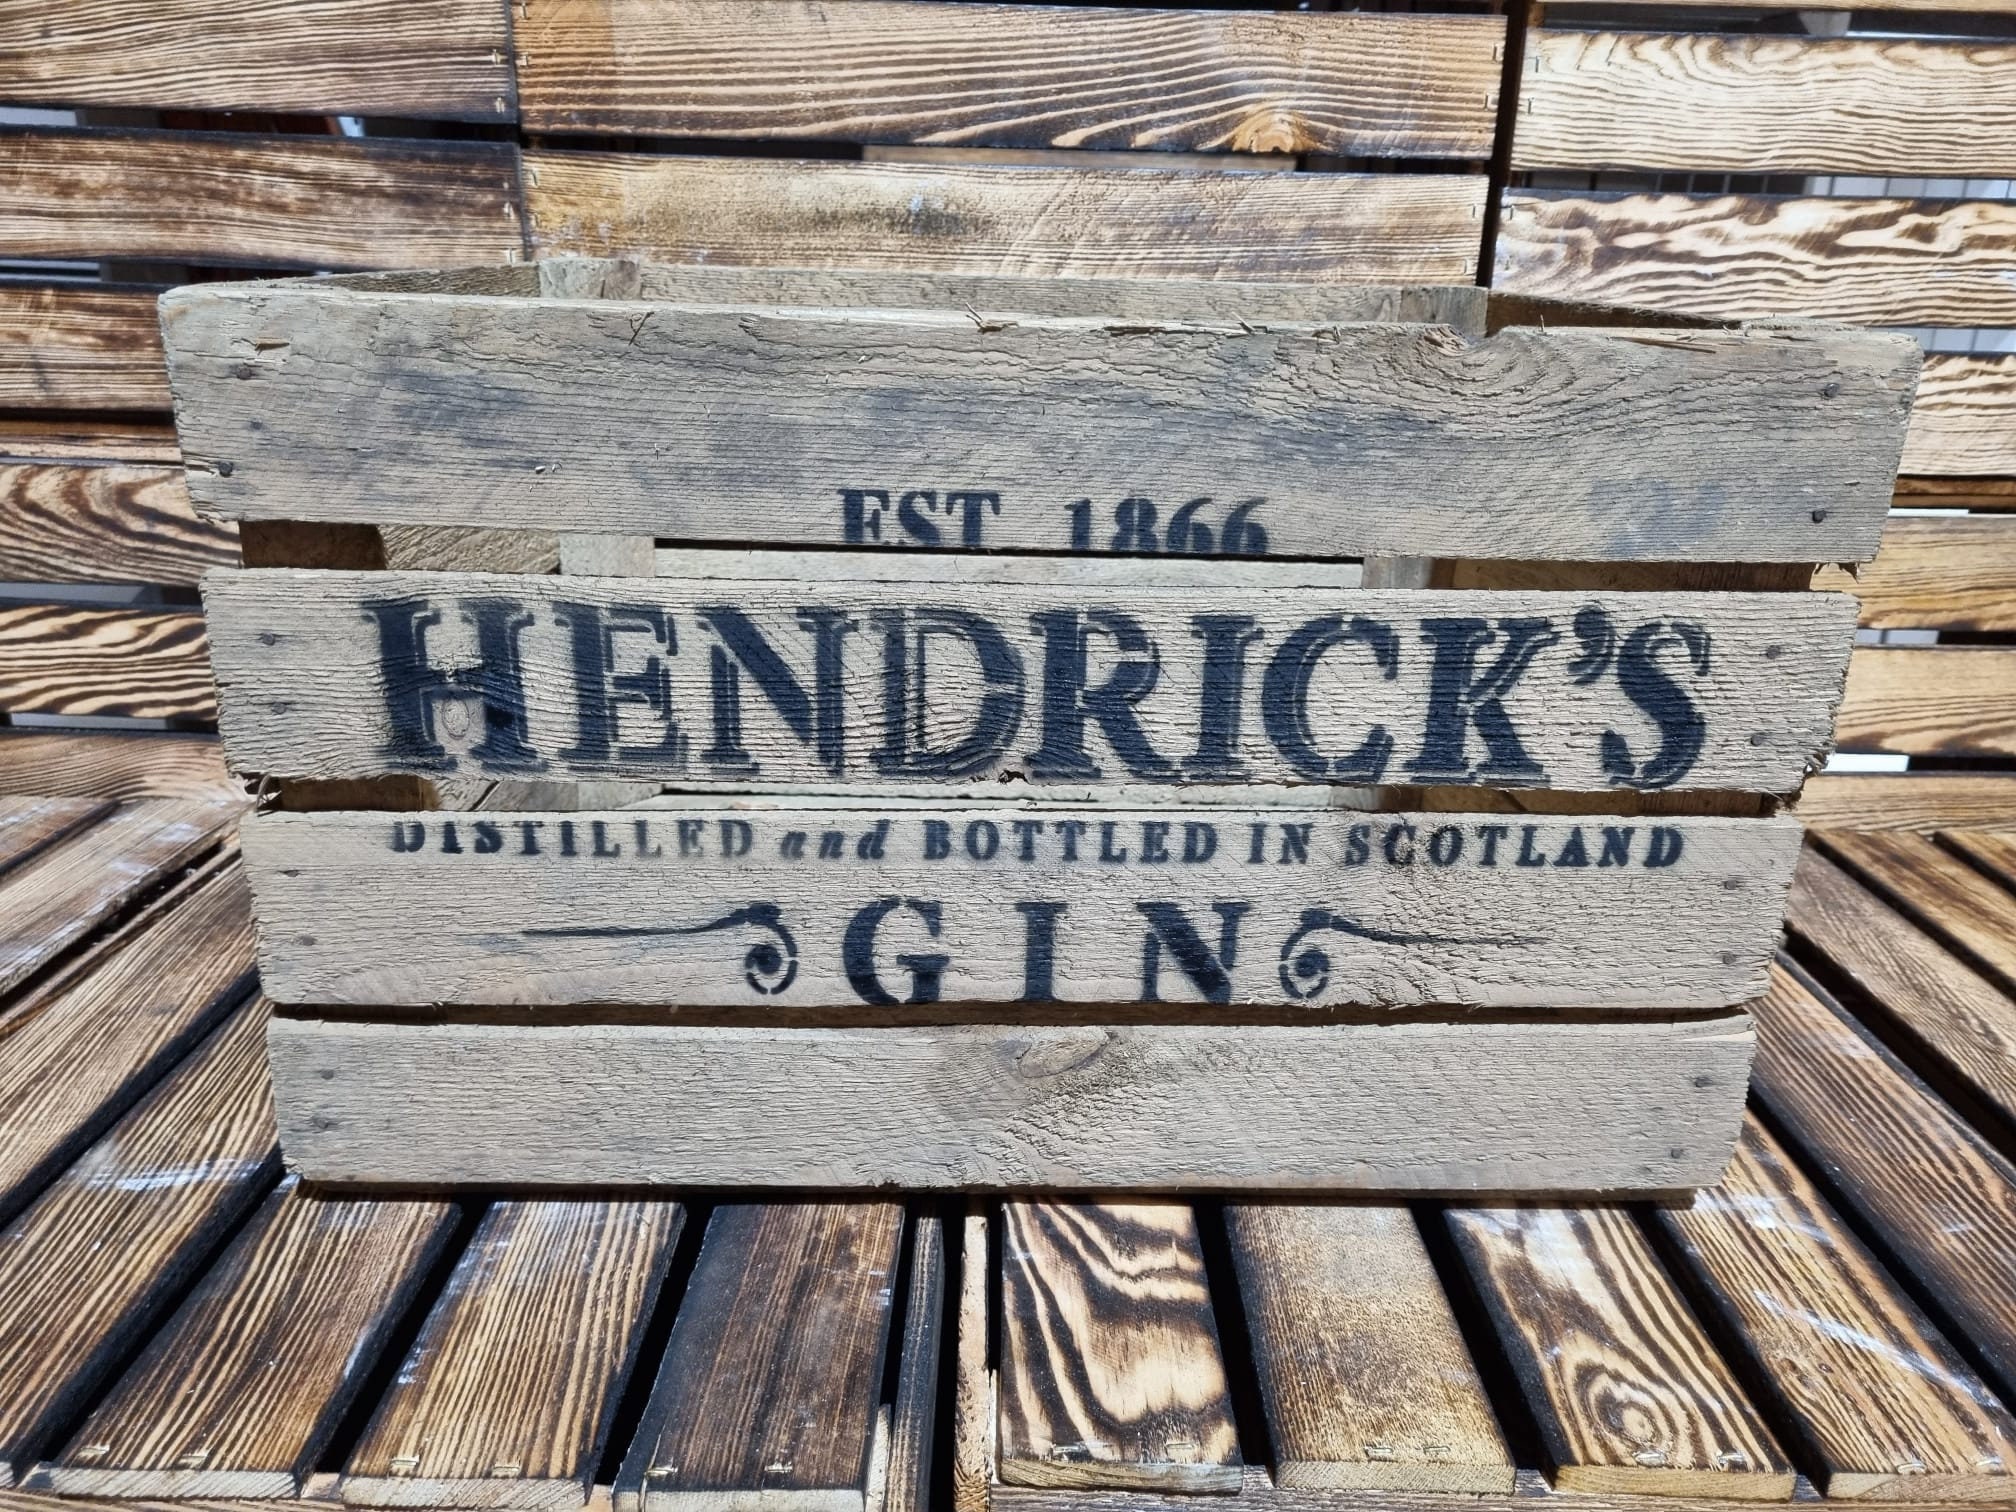 EST 1866
HENDRICK'S
DISTILLED and BOTTLED IN SCOTLAND
GIN